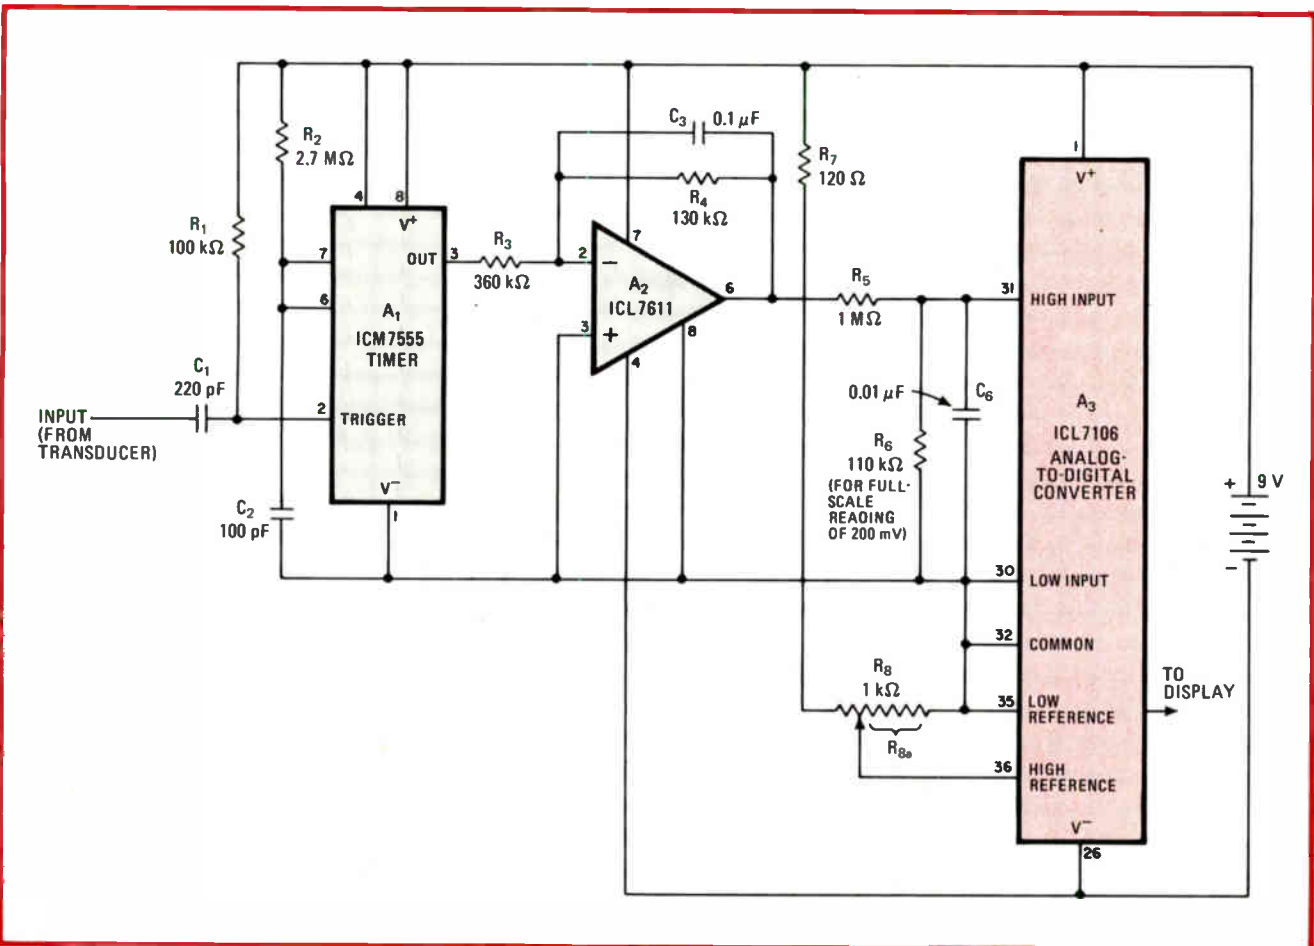 C3 0.1 µF
R2
2.7 MΩ
R7
120 Ω
1
V+
4
8
V+
R4
130 kΩ
R1
100 kΩ
7
OUT
3
R3
360 kΩ
2
−
7
6
A1
ICM7555
TIMER
A2
ICL7611
6
R5
1 MΩ
31
HIGH INPUT
3
+
8
4
C1
220 pF
0.01 µF
C6
A3
ICL7106
ANALOG-
TO-DIGITAL
CONVERTER
INPUT
(FROM
TRANSDUCER)
2
TRIGGER
R6
110 kΩ
(FOR FULL-
SCALE
READING
OF 200 mV)
+
9 V
−
V−
1
C2
100 pF
30
LOW INPUT
32
COMMON
R8
1 kΩ
TO
DISPLAY
35
LOW
REFERENCE
R8a
36
HIGH
REFERENCE
V−
26